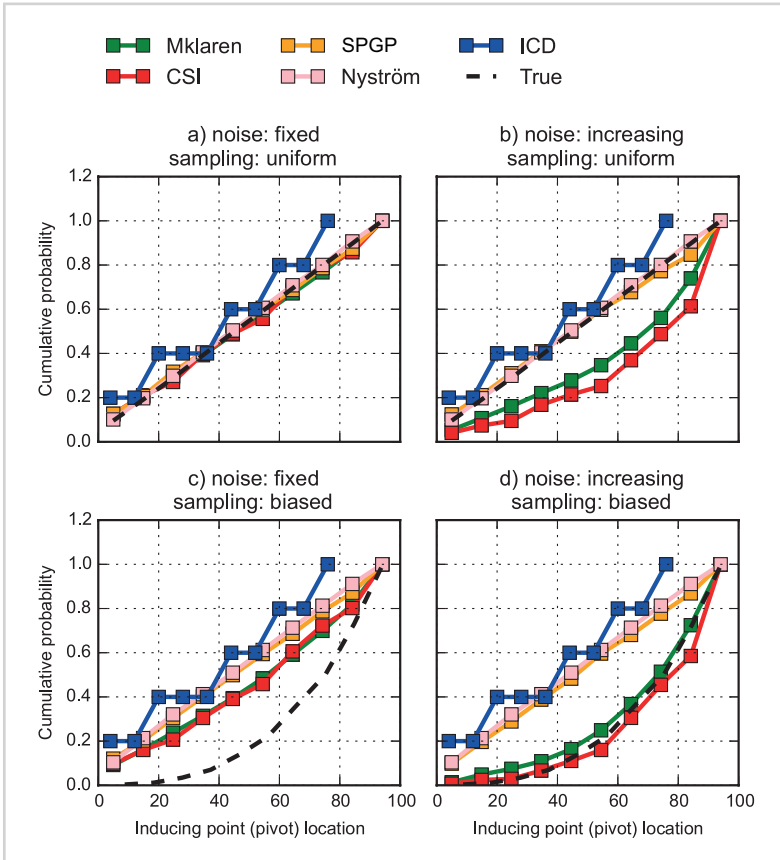 Mklaren SPGP ICD
CSI Nyström True
a) noise: fixed
sampling: uniform
b) noise: increasing
sampling: uniform
Cumulative probability
1.2
1.0
0.8
0.6
0.4
0.2
0.0
c) noise: fixed
sampling: biased
d) noise: increasing
sampling: biased
Cumulative probability
1.2
1.0
0.8
0.6
0.4
0.2
0.0
0 20 40 60 80 100
0 20 40 60 80 100
Inducing point (pivot) location
Inducing point (pivot) location